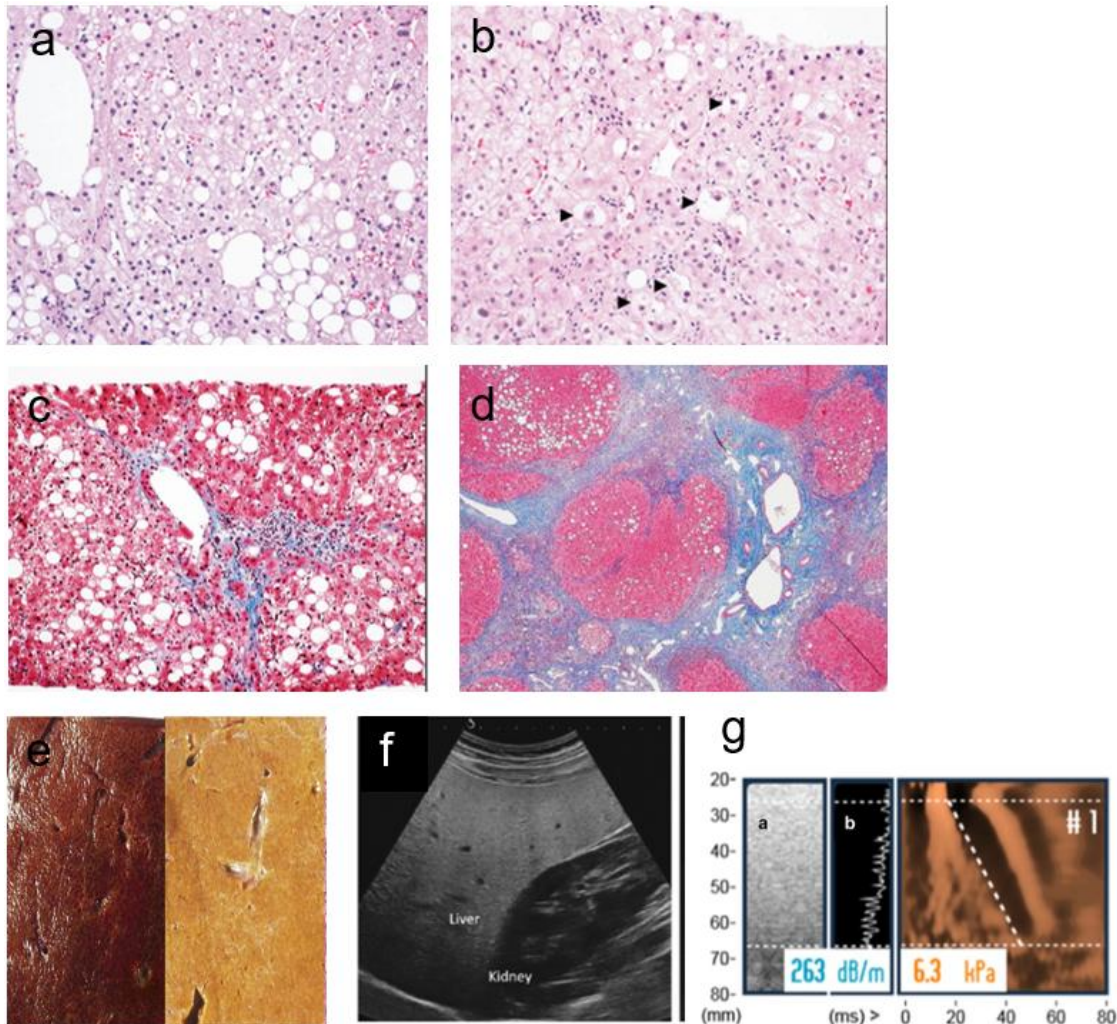 a
b
c
d
e
f
Liver
Kidney
g
20-
30-
40-
50-
60-
70-
80-
(mm)
a
b
#1
263 dB/m
6.3 kPa
(ms) >
0 20 40 60 80